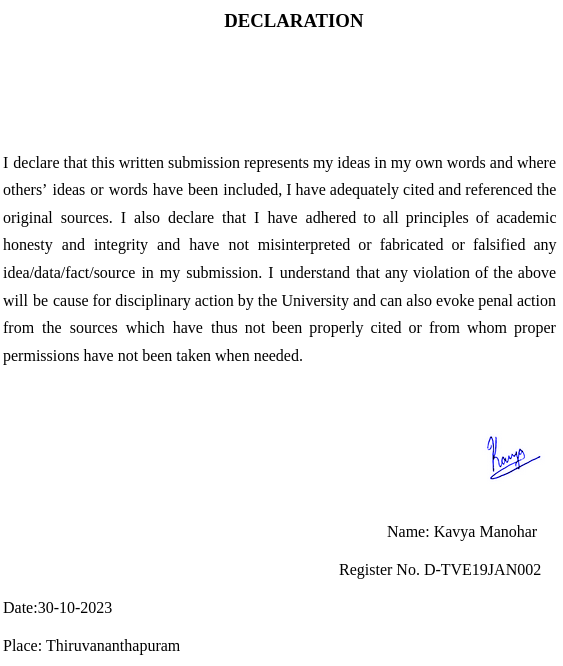 DECLARATION
I declare that this written submission represents my ideas in my own words and where
others’ ideas or words have been included, I have adequately cited and referenced the
original sources. I also declare that I have adhered to all principles of academic
honesty and integrity and have not misinterpreted or fabricated or falsified any
idea/data/fact/source in my submission. I understand that any violation of the above
will be cause for disciplinary action by the University and can also evoke penal action
from the sources which have thus not been properly cited or from whom proper
permissions have not been taken when needed.
Kavya
Name: Kavya Manohar
Register No. D-TVE19JAN002
Date:30-10-2023
Place: Thiruvananthapuram